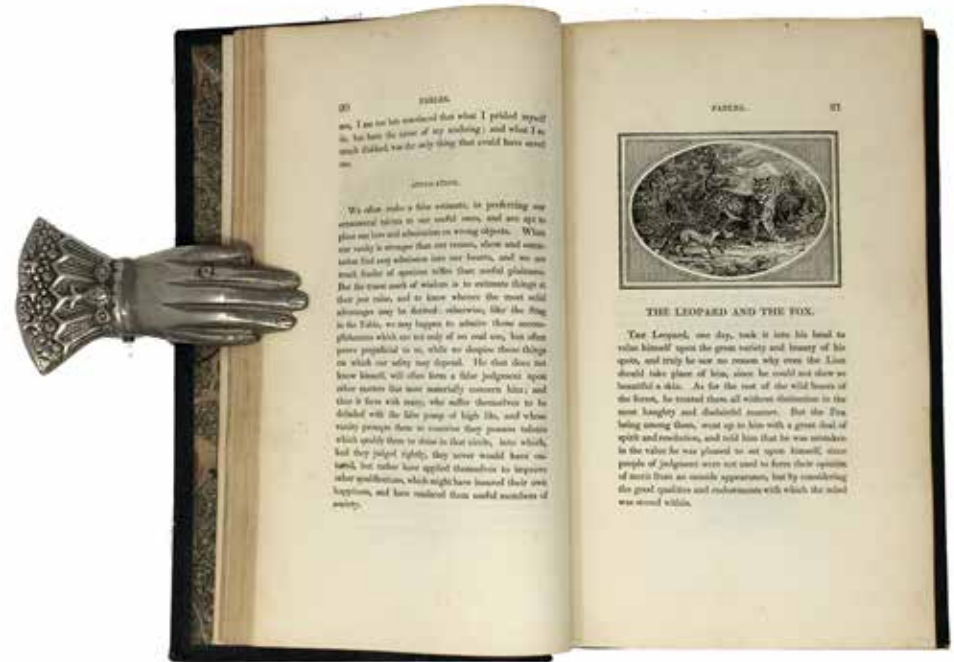 20 FABLES.
me, I am too late convinced that what I prided myself
in, has been the cause of my undoing; and what I so
much disliked, was the only thing that could have saved
me.
APPLICATION.
We often make a false estimate, in preferring our
ornamental talents to our useful ones, and are apt to
place our love and admiration on wrong objects. When
our vanity is stronger than our reason, show and ostentation
find easy admission into our hearts, and we are
much fonder of specious trifles than useful plainness.
But the truest mark of wisdom is to estimate things at
their just value, and to know whence the most solid
advantages may be derived: otherwise, like the Stag
in the Fable, we may happen to admire those accom-
plishments which are not only of no real use, but often
prove prejudicial to us, while we despise those things
on which our safety may depend. He that does not
know himself, will often form a false judgment upon
other matters that most materially concern him; and
thus it fares with many, who suffer themselves to be
deluded with the false pomp of high life, and whose
vanity prompts them to conceive they possess talents
which qualify them to shine in that circle, into which,
had they judged rightly, they never would have en-
tered, but rather have applied themselves to improve
other qualifications, which might have insured their own
happiness, and have rendered them useful members of
society.
FABLES. 21
THE LEOPARD AND THE FOX.
THE Leopard, one day, took it into his head to
value himself upon the great variety and beauty of his
spots, and truly he saw no reason why even the Lion
should take place of him, since he could not show so
beautiful a skin. As for the rest of the wild beasts of
the forest, he treated them all without distinction in the
most haughty and disdainful manner. But the Fox
being among them, went up to him with a great deal of
spirit and resolution, and told him that he was mistaken
in the value he was pleased to set upon himself, since
people of judgment were not used to form their opinion
of merit from an outside appearance, but by considering
the good qualities and endowments with which the mind
was stored within.